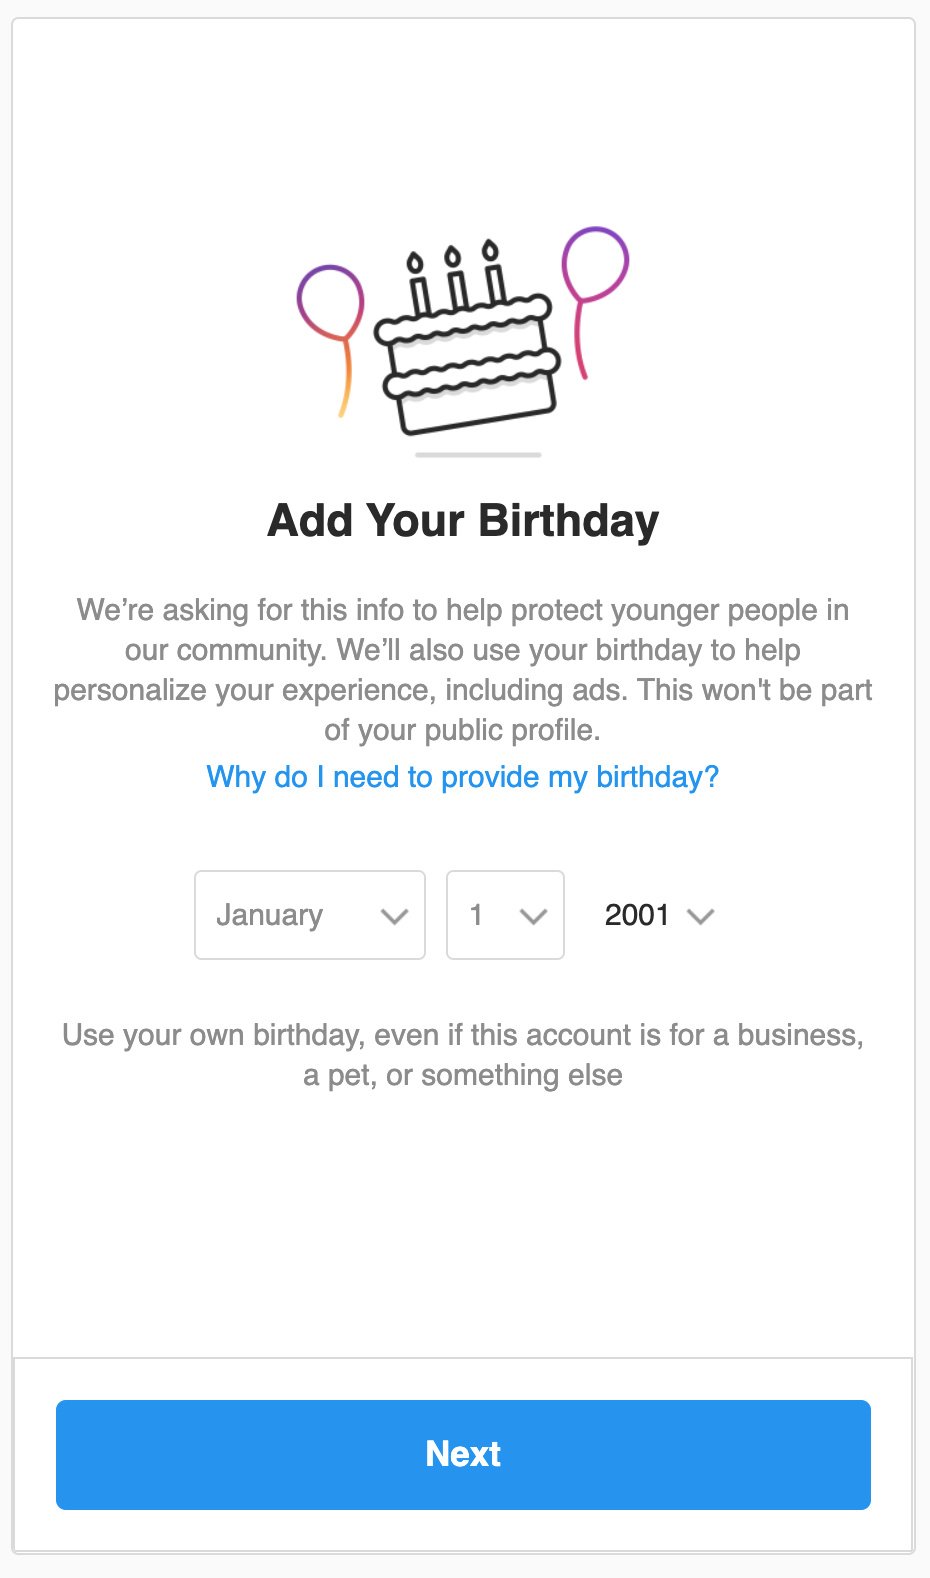 Add Your Birthday
We’re asking for this info to help protect younger people in
our community. We’ll also use your birthday to help
personalize your experience, including ads. This won't be part
of your public profile.
Why do I need to provide my birthday?
January 1 2001
Use your own birthday, even if this account is for a business,
a pet, or something else
Next